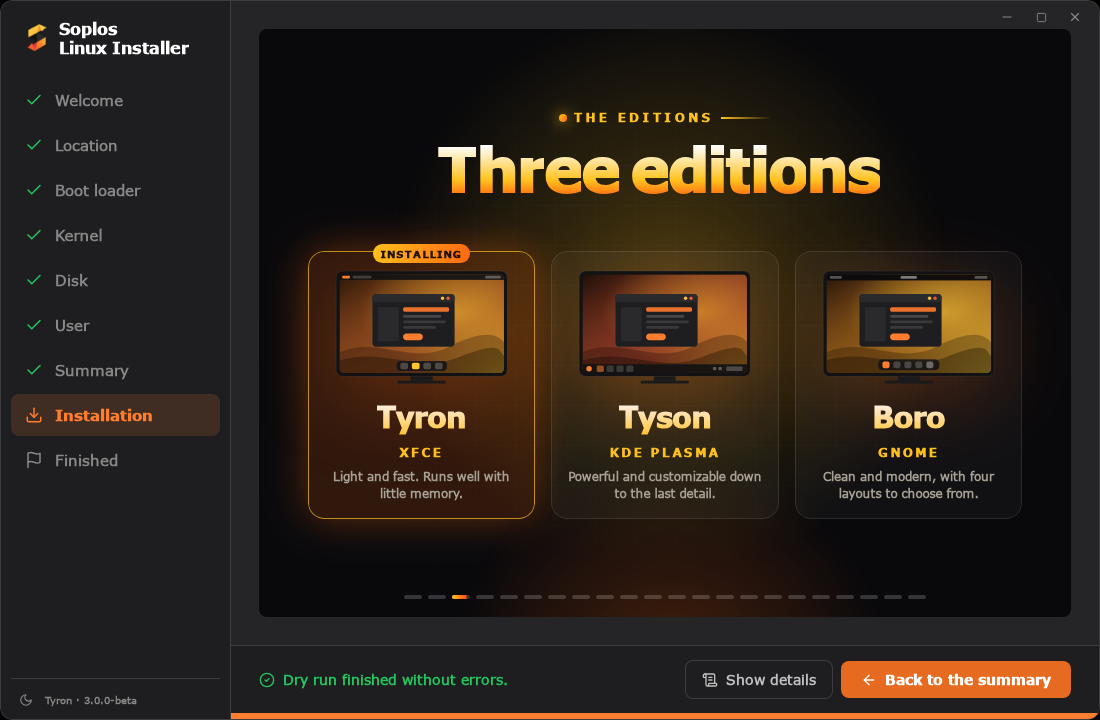 Soplos
Linux Installer
Welcome
Location
Boot loader
Kernel
Disk
User
Summary
Installation
Finished
Tyron · 3.0.0-beta
THE EDITIONS
Three editions
INSTALLING
Tyron
XFCE
Light and fast. Runs well with
little memory.
Tyson
KDE PLASMA
Powerful and customizable down
to the last detail.
Boro
GNOME
Clean and modern, with four
layouts to choose from.
Dry run finished without errors.
Show details
Back to the summary